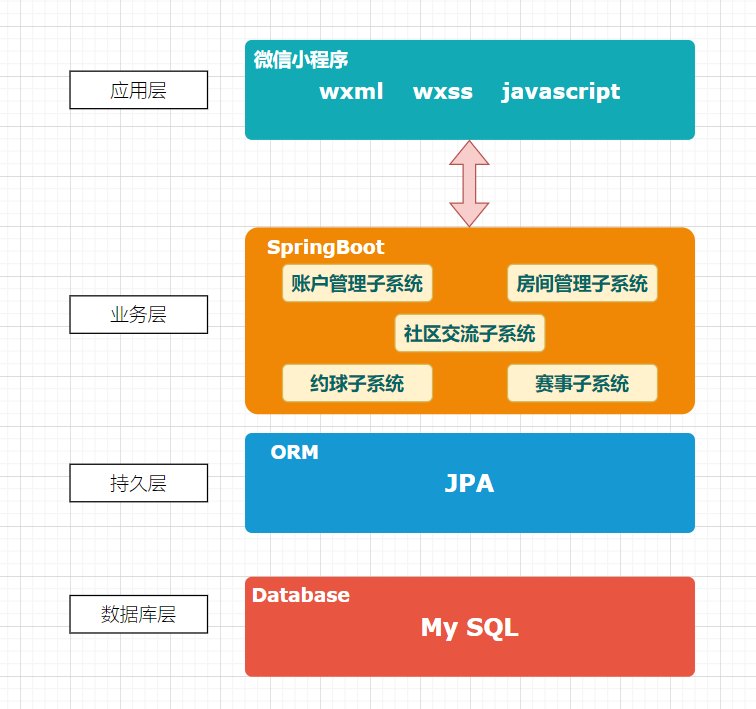 微信小程序
应用层
wxml wxss javascript
SpringBoot
账户管理子系统 房间管理子系统
业务层
社区交流子系统
约球子系统 赛事子系统
ORM
持久层
JPA
Database
数据库层
My SQL